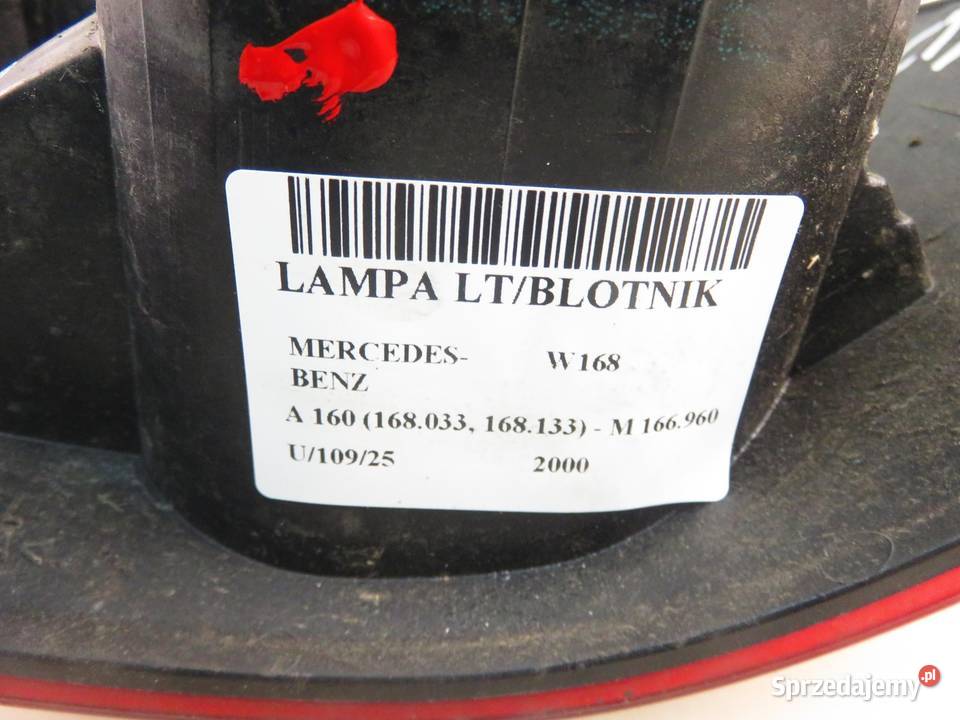 LAMPA LT/BLOTNIK
MERCEDES-BENZ W168
A 160 (168.033, 168.133) - M 166.960
U/109/25 2000
Sprzedajemy.pl